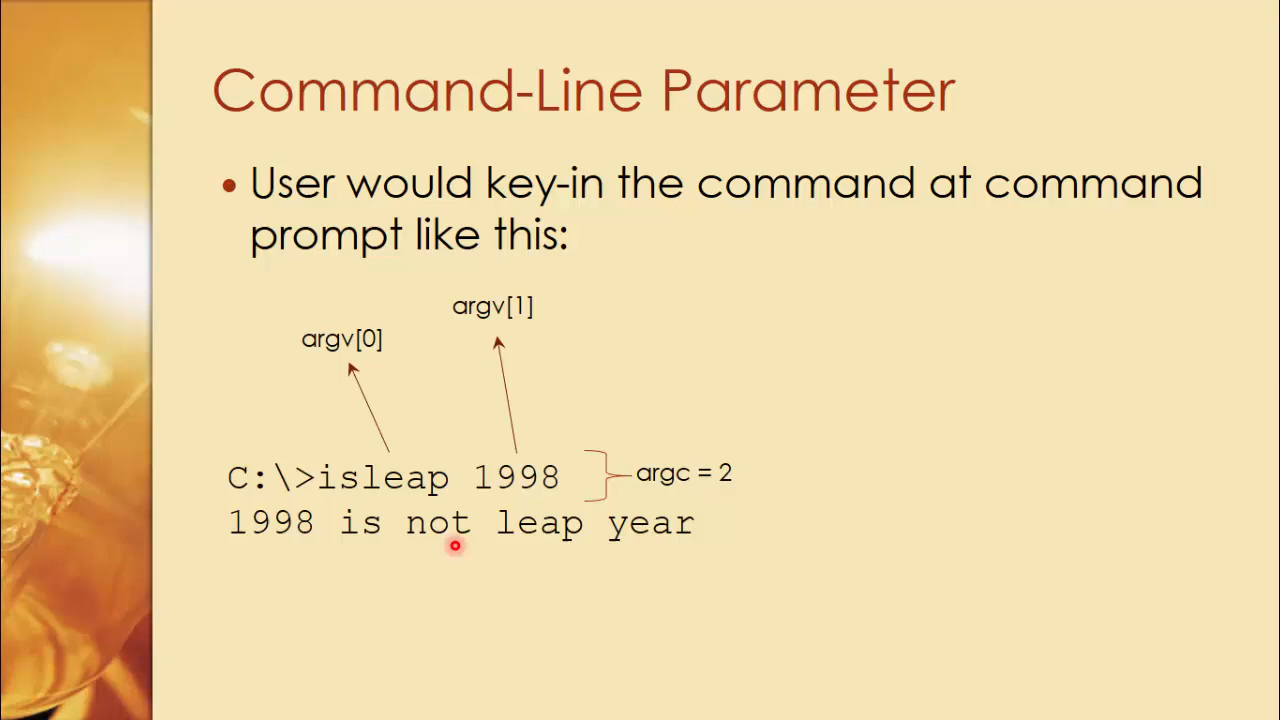 Command-Line Parameter
• User would key-in the command at command
prompt like this:
argv[1]
argv[0]
C:\>isleap 1998
argc = 2
1998 is not leap year